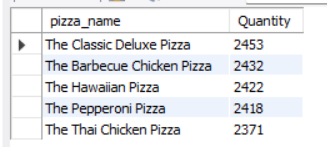 pizza_name Quantity
The Classic Deluxe Pizza 2453
The Barbecue Chicken Pizza 2432
The Hawaiian Pizza 2422
The Pepperoni Pizza 2418
The Thai Chicken Pizza 2371